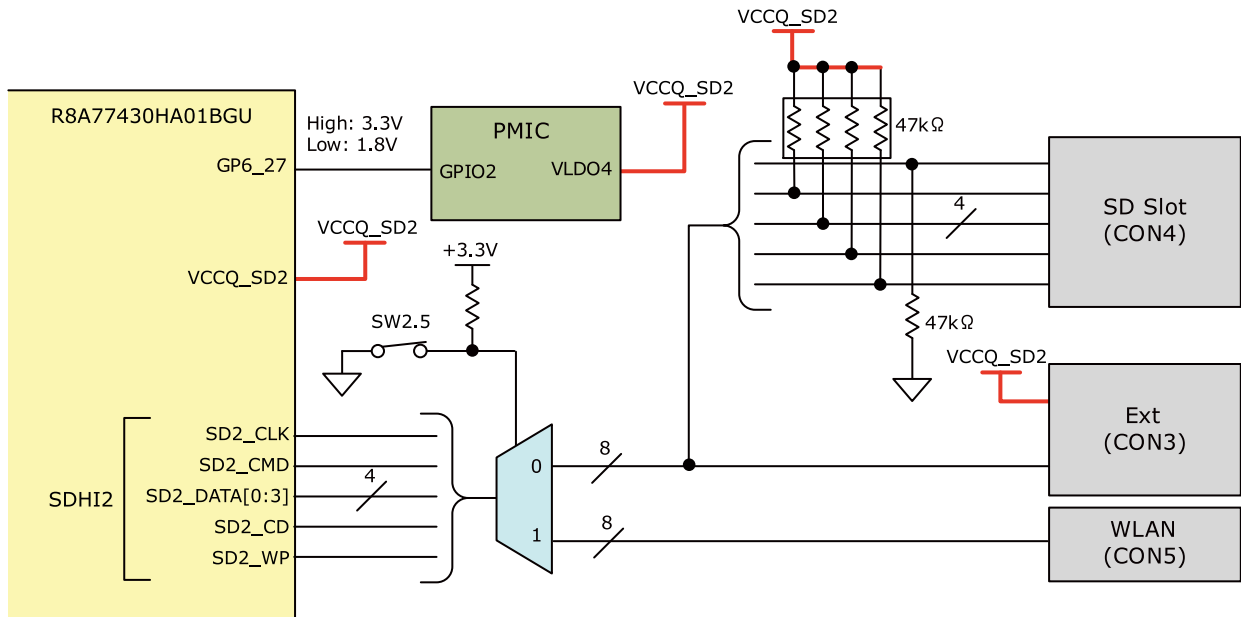 VCCQ_SD2
R8A77430HA01BGU
High: 3.3V
Low: 1.8V
GP6_27
PMIC
GPIO2
VLDO4
VCCQ_SD2
47kΩ
4
SD Slot
(CON4)
VCCQ_SD2
VCCQ_SD2
+3.3V
SW2.5
47kΩ
VCCQ_SD2
Ext
(CON3)
SDHI2
SD2_CLK
SD2_CMD
SD2_DATA[0:3]
SD2_CD
SD2_WP
4
0
1
8
8
WLAN
(CON5)